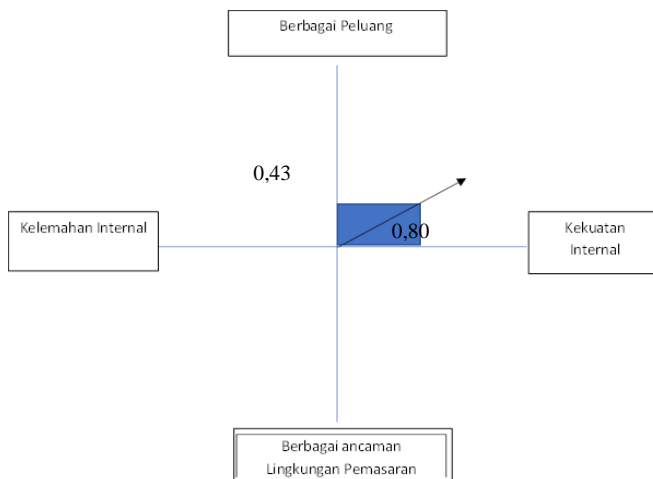 Berbagai Peluang
0,43
Kelemahan Internal
0,80
Kekuatan
Internal
Berbagai ancaman
Lingkungan Pemasaran